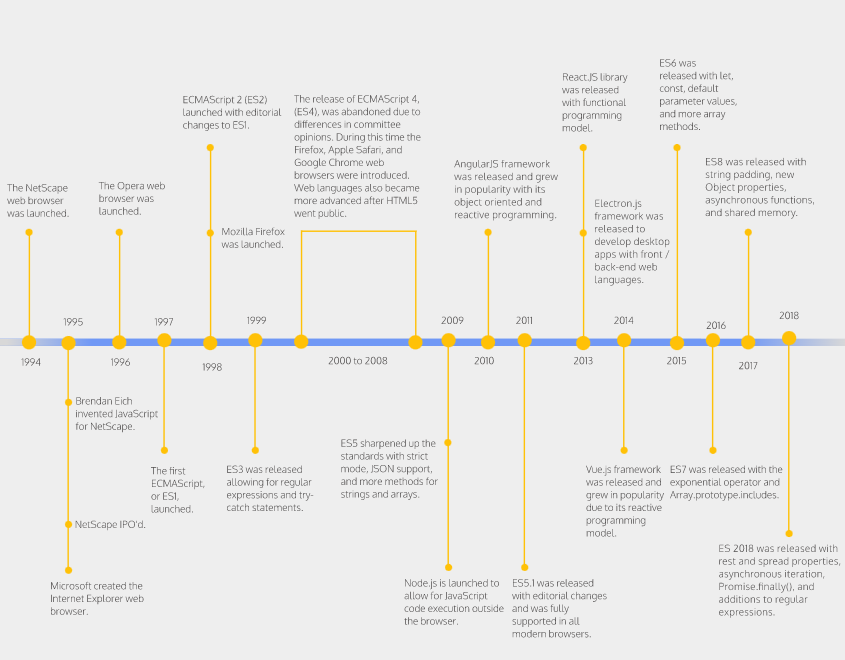 The NetScape
web browser
was launched.
1994
1995
Brendan Eich
invented JavaScript
for NetScape.
NetScape IPO'd.
Microsoft created the
Internet Explorer web
browser.
The Opera web
browser was
launched.
1996
1997
The first
ECMAScript,
or ES1,
launched.
ECMAScript 2 (ES2)
launched with editorial
changes to ES1.
Mozilla Firefox
was launched.
1998
1999
ES3 was released
allowing for regular
expressions and try-
catch statements.
The release of ECMAScript 4,
(ES4), was abandoned due to
differences in committee
opinions. During this time the
Firefox, Apple Safari, and
Google Chrome web
browsers were introduced.
Web languages also became
more advanced after HTML5
went public.
2000 to 2008
2009
ES5 sharpened up the
standards with strict
mode, JSON support,
and more methods for
strings and arrays.
Node.js is launched to
allow for JavaScript
code execution outside
the browser.
AngularJS framework
was released and grew
in popularity with its
object oriented and
reactive programming.
2010
2011
ES5.1 was released
with editorial changes
and was fully
supported in all
modern browsers.
React.JS library
was released
with functional
programming
model.
Electron.js
framework was
released to
develop desktop
apps with front /
back-end web
languages.
2013
2014
Vue.js framework
was released and
grew in popularity
due to its reactive
programming
model.
ES6 was
released with let,
const, default
parameter values,
and more array
methods.
2015
2016
ES7 was released with the
exponential operator and
Array.prototype.includes.
ES8 was released with
string padding, new
Object properties,
asynchronous functions,
and shared memory.
2017
2018
ES 2018 was released with
rest and spread properties,
asynchronous iteration,
Promise.finally(), and
additions to regular
expressions.